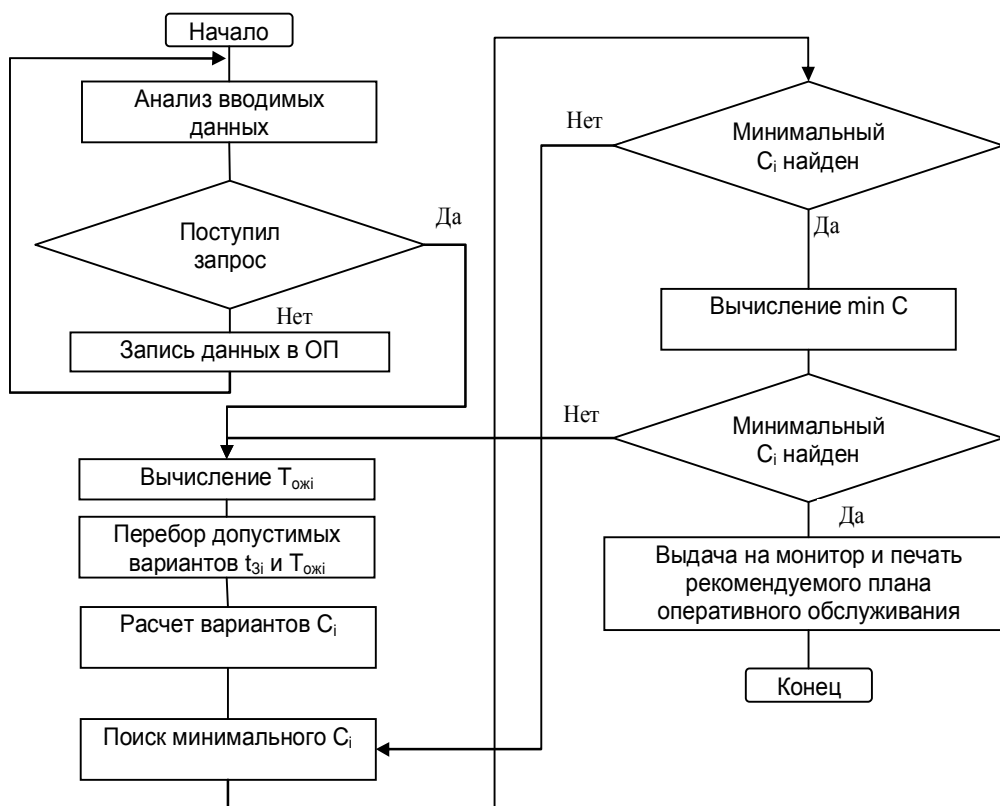 Начало
Анализ вводимых
данных
Поступил
запрос
Да
Нет
Запись данных в ОП
Вычисление Tожi
Перебор допустимых
вариантов t3i и Tожi
Расчет вариантов Ci
Поиск минимального Ci
Нет
Минимальный
Ci найден
Да
Вычисление min C
Нет
Минимальный
Ci найден
Да
Выдача на монитор и печать
рекомендуемого плана
оперативного обслуживания
Конец